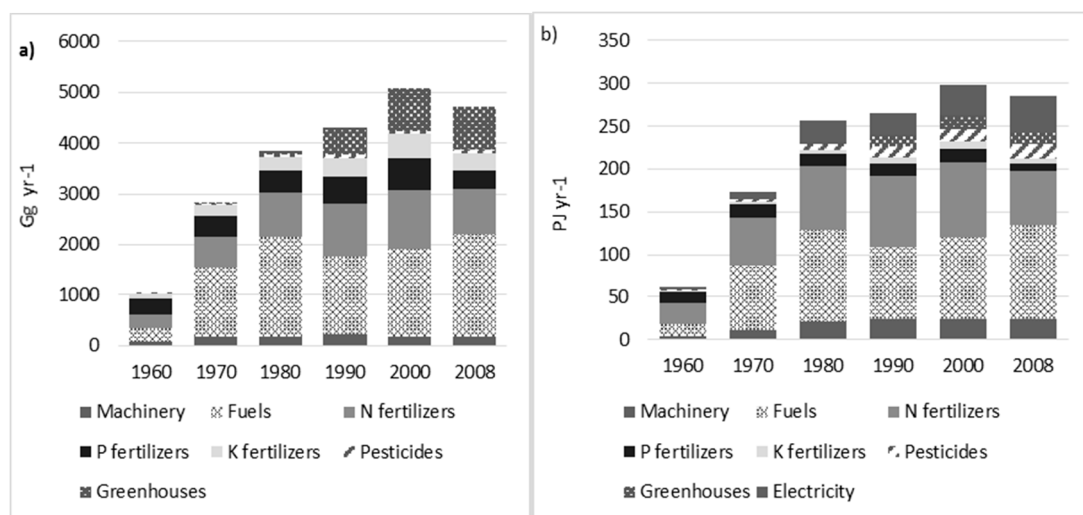 a)
6000
5000
4000
3000
2000
1000
0
Gg yr-1
1960 1970 1980 1990 2000 2008
Machinery Fuels N fertilizers
P fertilizers K fertilizers Pesticides
Greenhouses
b)
350
300
250
200
150
100
50
0
PJ yr-1
1960 1970 1980 1990 2000 2008
Machinery Fuels N fertilizers
P fertilizers K fertilizers Pesticides
Greenhouses Electricity